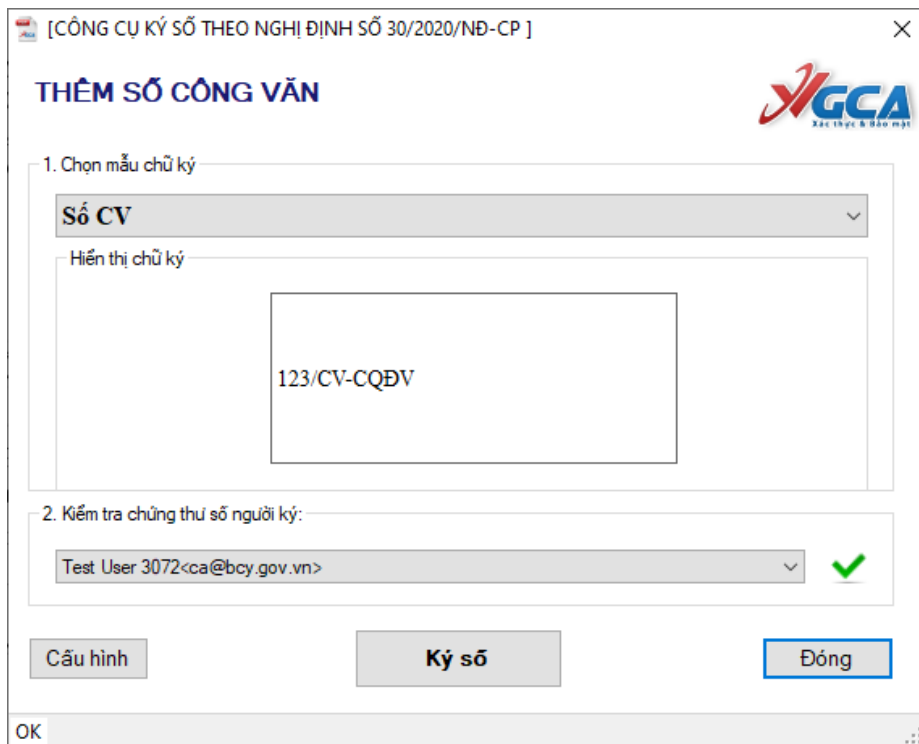 [CÔNG CỤ KÝ SỐ THEO NGHỊ ĐỊNH SỐ 30/2020/NĐ-CP ]
THÊM SỐ CÔNG VĂN
VGCA
Xác thực & Bảo mật
1. Chọn mẫu chữ ký
Số CV
Hiển thị chữ ký
123/CV-CQĐV
2. Kiểm tra chứng thư số người ký:
Test User 3072<ca@bcy.gov.vn>
Cấu hình
Ký số
Đóng
OK